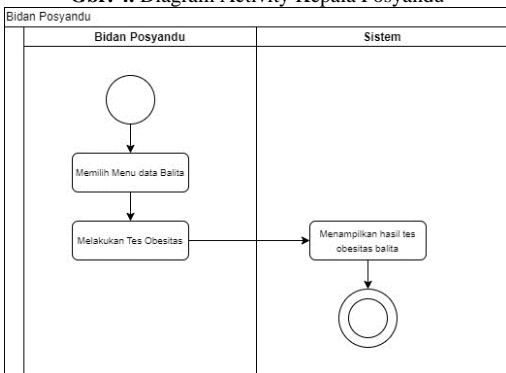 Gbr. 4. Diagram Activity Kepala Posyandu
Bidan Posyandu
Bidan Posyandu
Sistem
Memilih Menu data Balita
Melakukan Tes Obesitas
Menampilkan hasil tes
obesitas balita